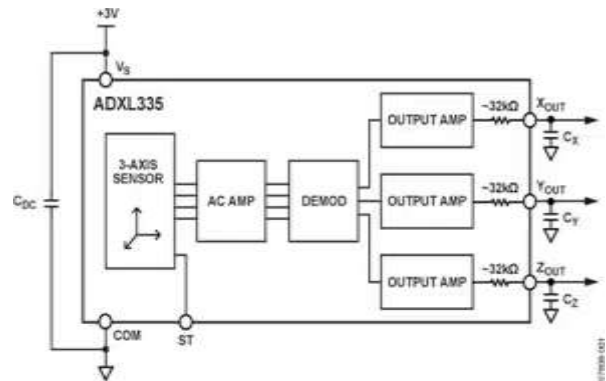 +3V
VS
ADXL335
3-AXIS
SENSOR
AC AMP
DEMOD
OUTPUT AMP
~32kΩ
XOUT
CX
OUTPUT AMP
~32kΩ
YOUT
CY
OUTPUT AMP
~32kΩ
ZOUT
CZ
CDC
COM
ST